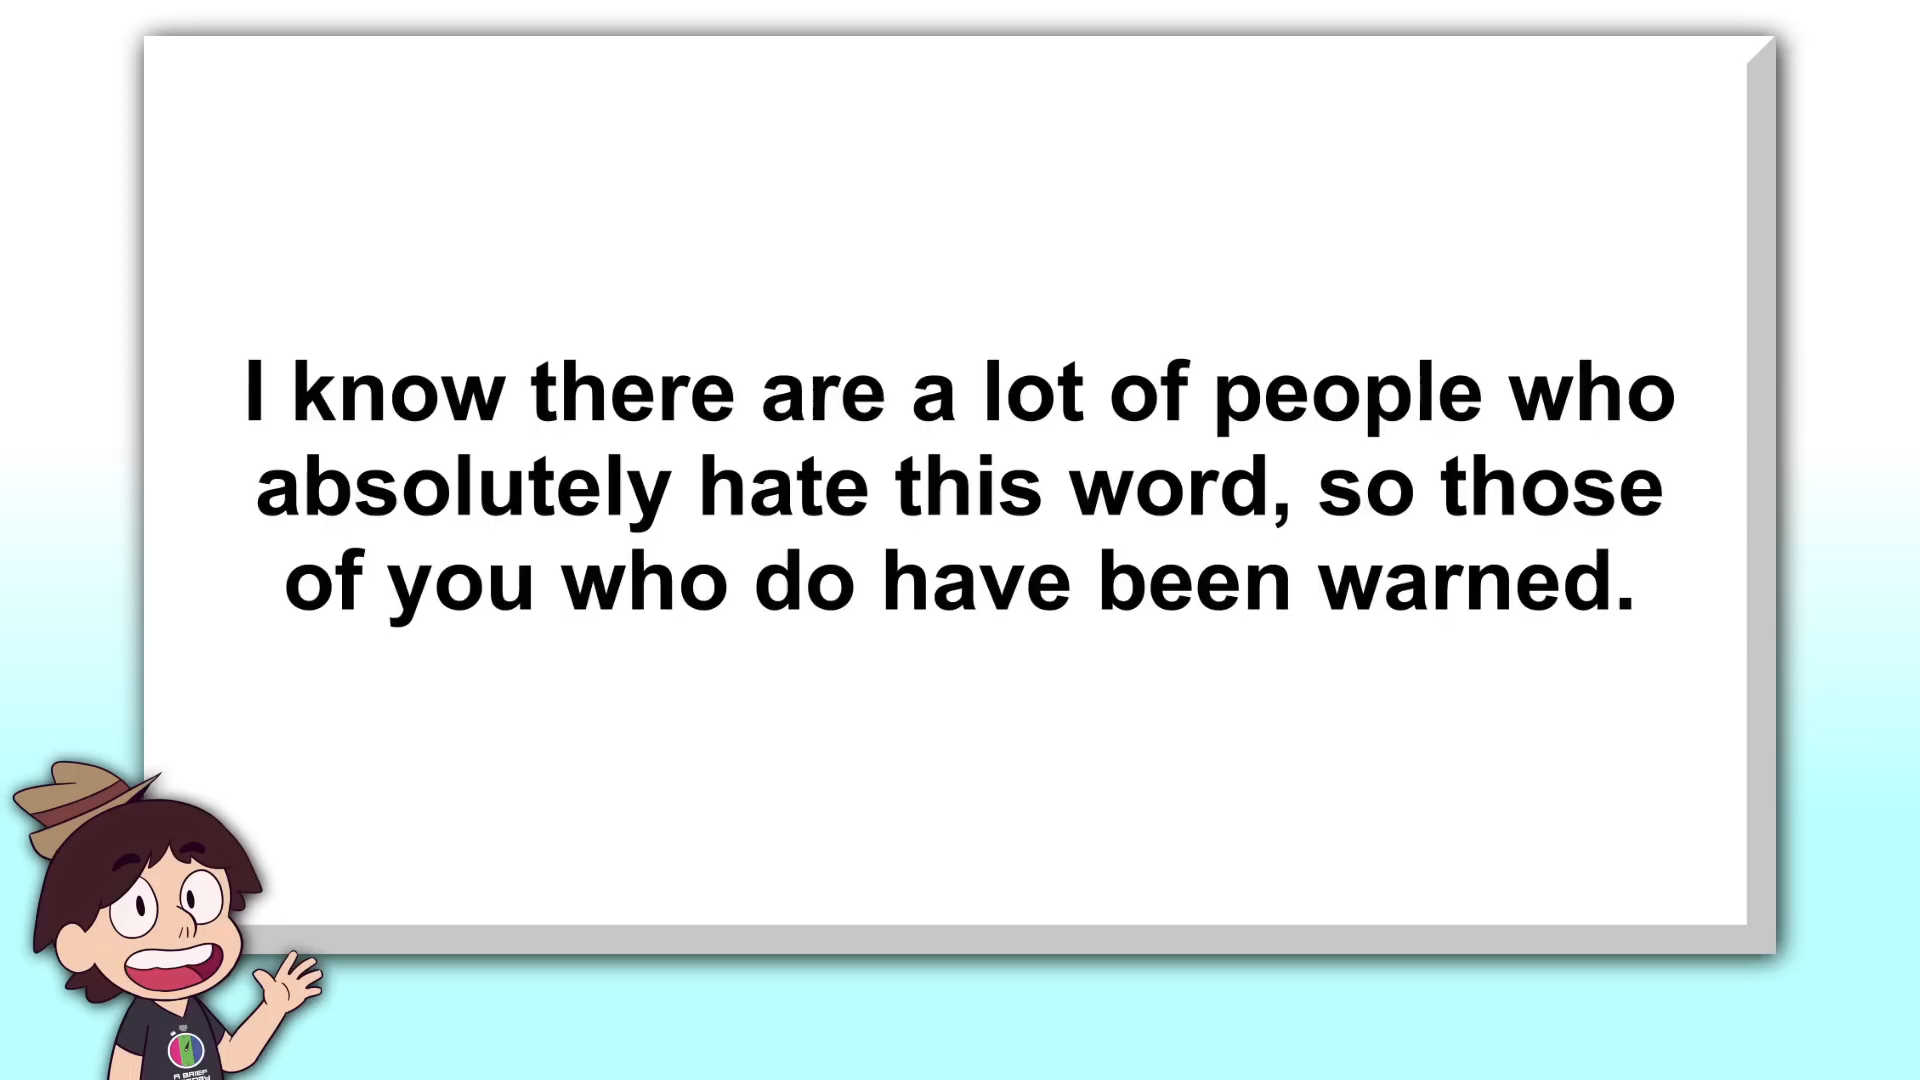 I know there are a lot of people who
absolutely hate this word, so those
of you who do have been warned.
A BRIEF